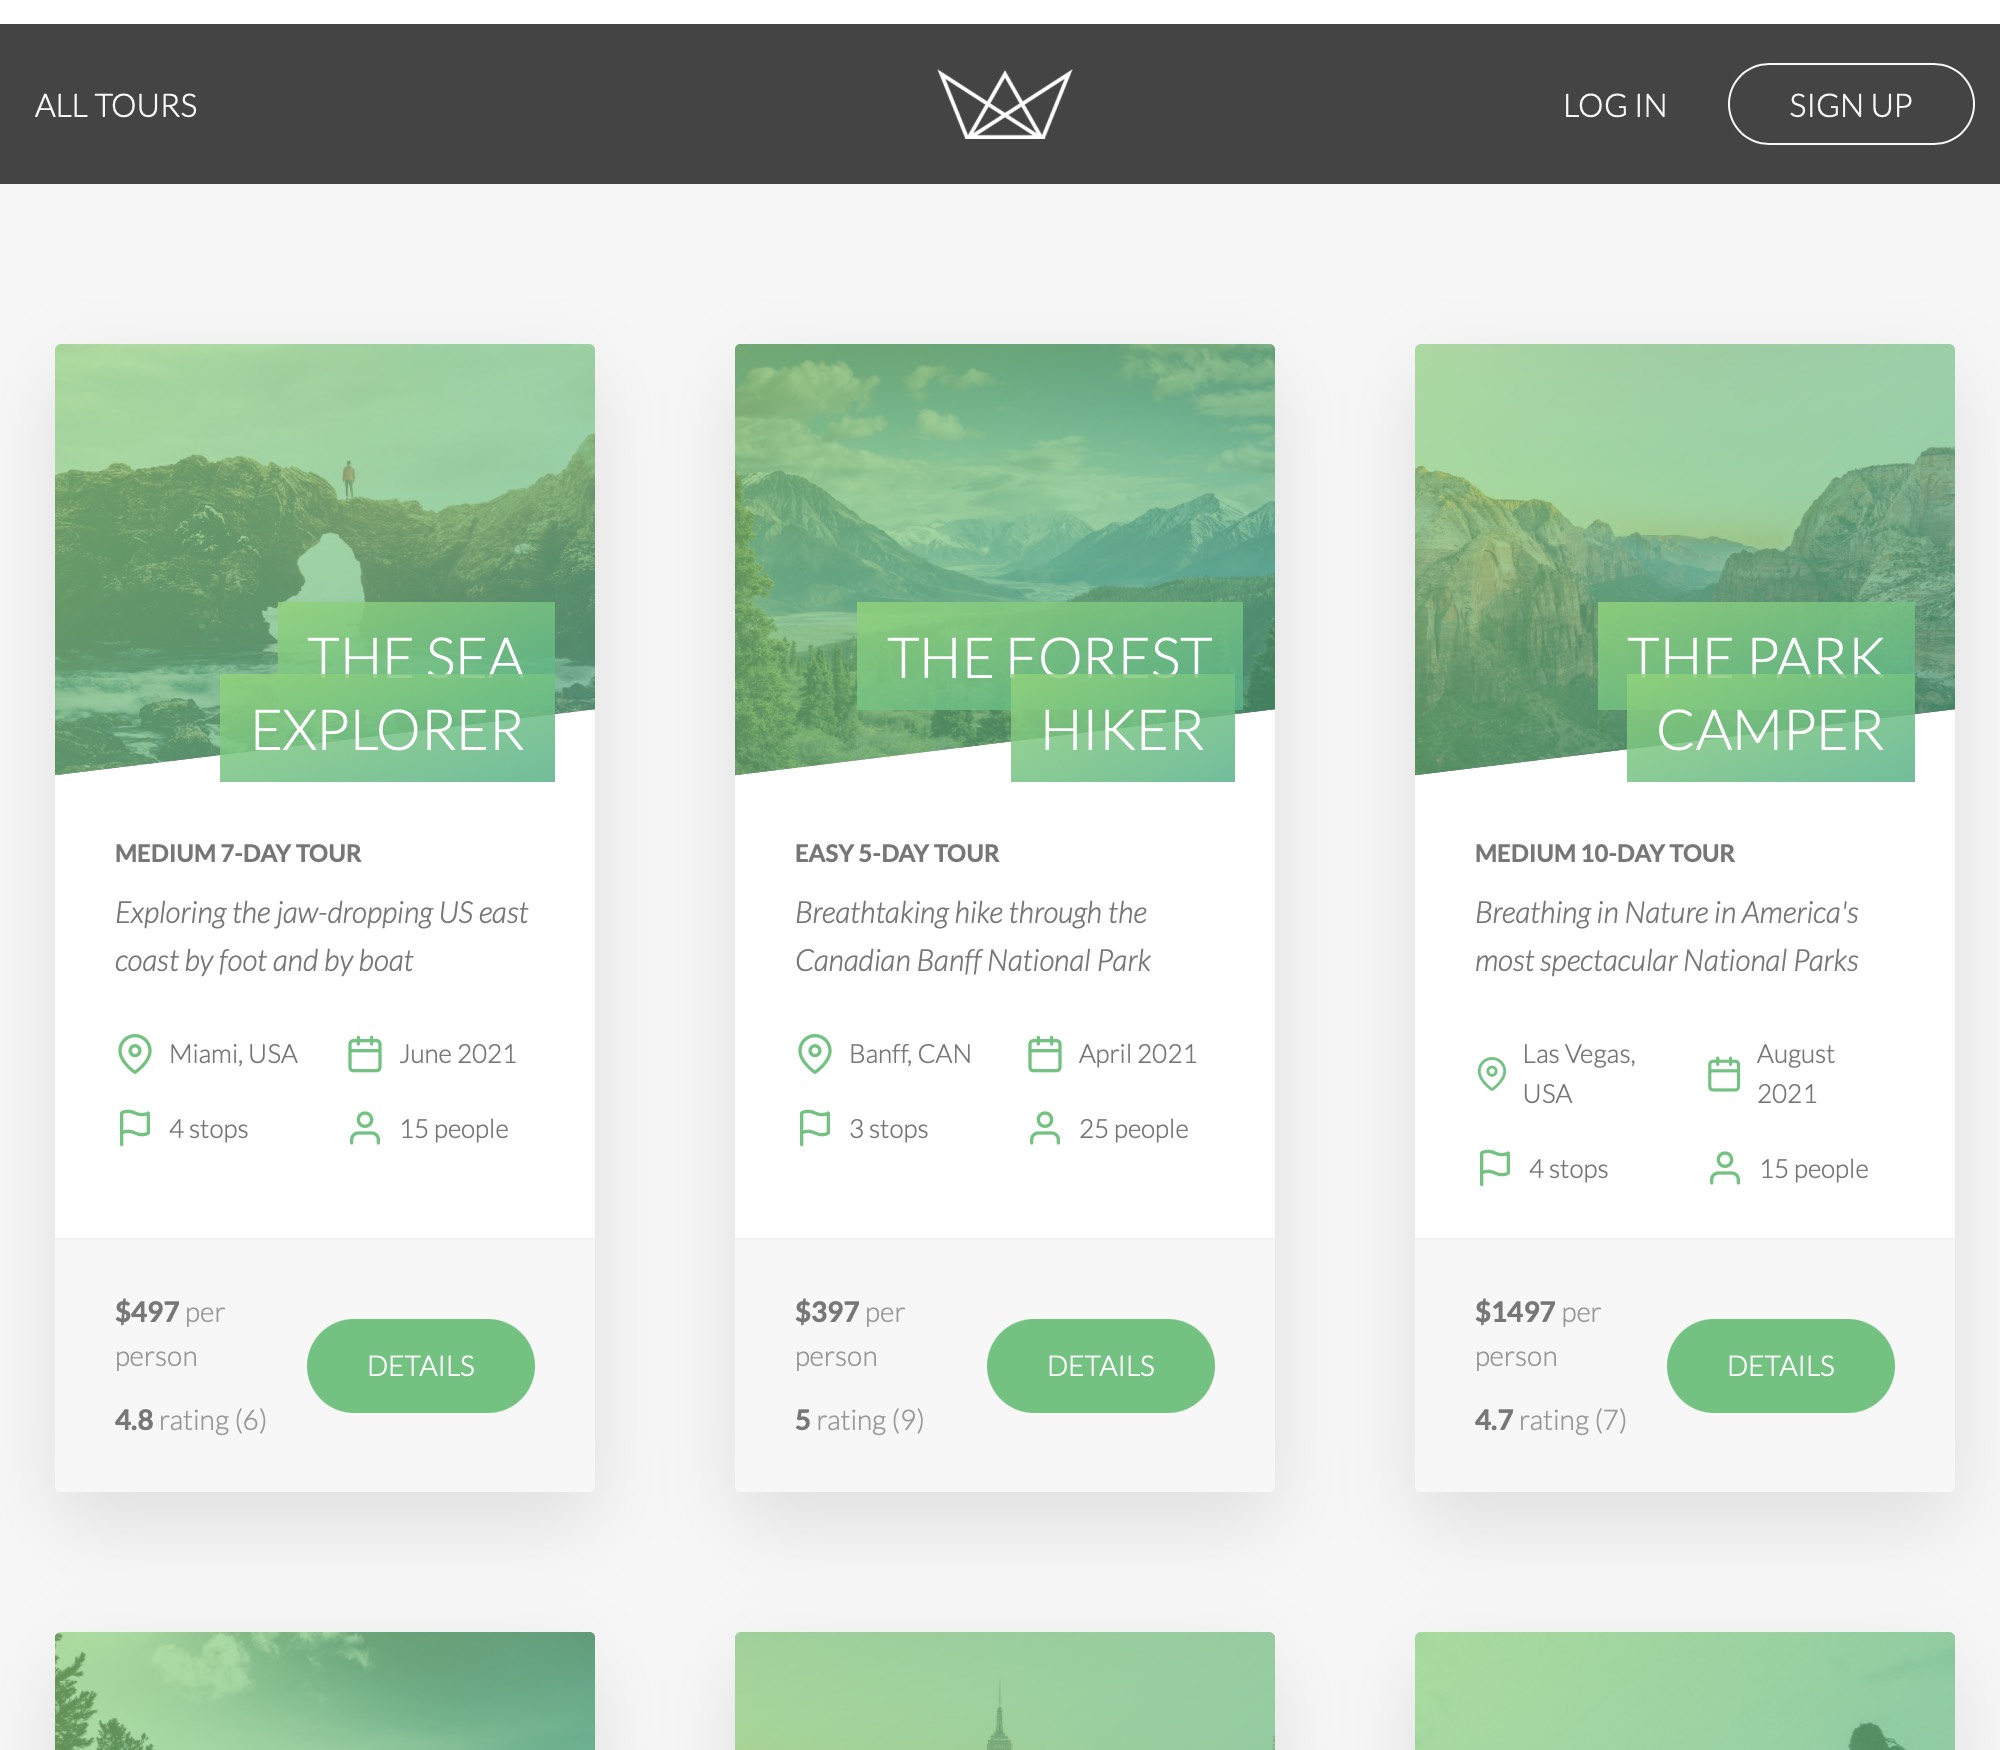 ALL TOURS
LOG IN
SIGN UP
THE SEA
EXPLORER
MEDIUM 7-DAY TOUR
Exploring the jaw-dropping US east
coast by foot and by boat
Miami, USA
June 2021
4 stops
15 people
$497 per
person
4.8 rating (6)
DETAILS
THE FOREST
HIKER
EASY 5-DAY TOUR
Breathtaking hike through the
Canadian Banff National Park
Banff, CAN
April 2021
3 stops
25 people
$397 per
person
5 rating (9)
DETAILS
THE PARK
CAMPER
MEDIUM 10-DAY TOUR
Breathing in Nature in America's
most spectacular National Parks
Las Vegas,
USA
August
2021
4 stops
15 people
$1497 per
person
4.7 rating (7)
DETAILS